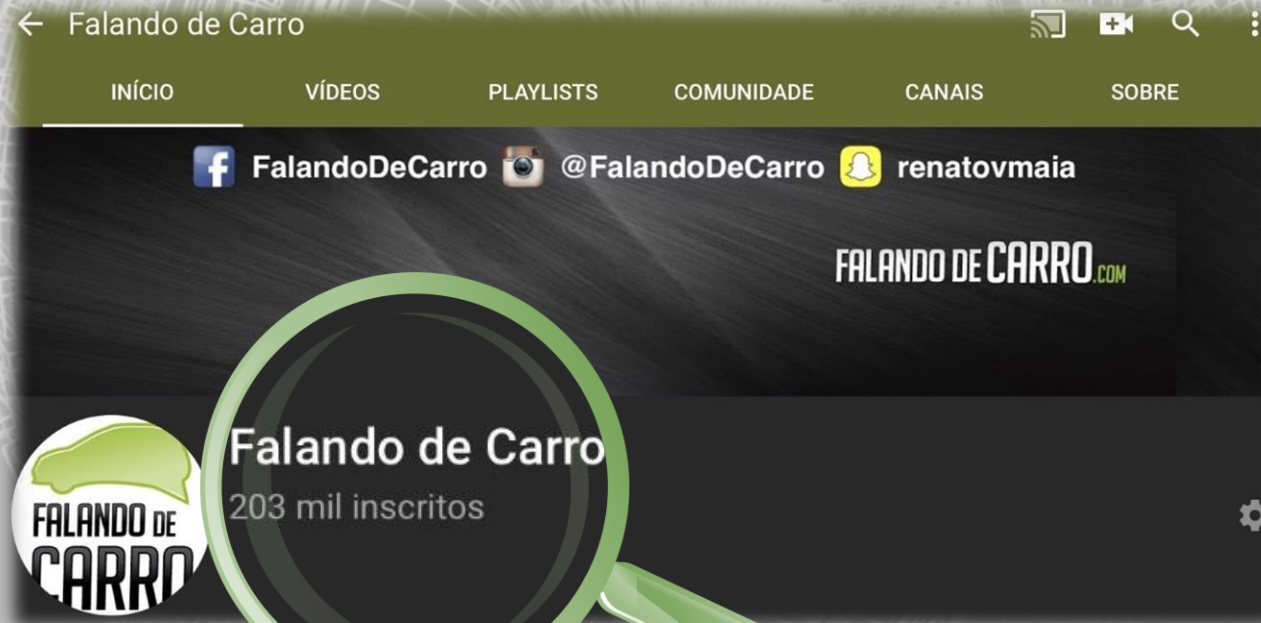 Falando de Carro
INÍCIO VÍDEOS PLAYLISTS COMUNIDADE CANAIS SOBRE
FalandoDeCarro @FalandoDeCarro renatovmaia
FALANDO DE CARRO.COM
Falando de Carro
203 mil inscritos
FALANDO DE
CARRO